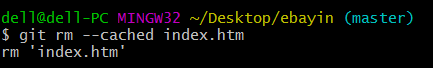 dell@dell-PC MINGW32 ~/Desktop/ebayin (master)
$ git rm --cached index.htm
rm 'index.htm'